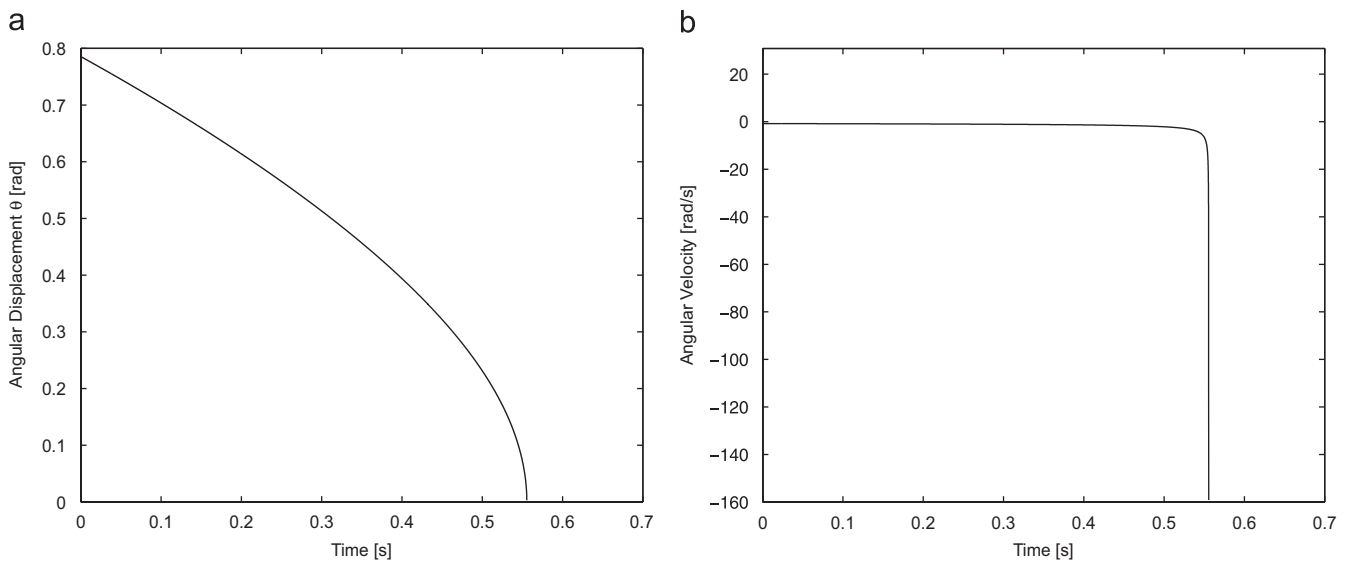 a
0.8
0.7
0.6
0.5
0.4
0.3
0.2
0.1
0
Angular Displacement θ [rad]
0 0.1 0.2 0.3 0.4 0.5 0.6 0.7
Time [s]
b
20
0
−20
−40
−60
−80
−100
−120
−140
−160
Angular Velocity [rad/s]
0 0.1 0.2 0.3 0.4 0.5 0.6 0.7
Time [s]